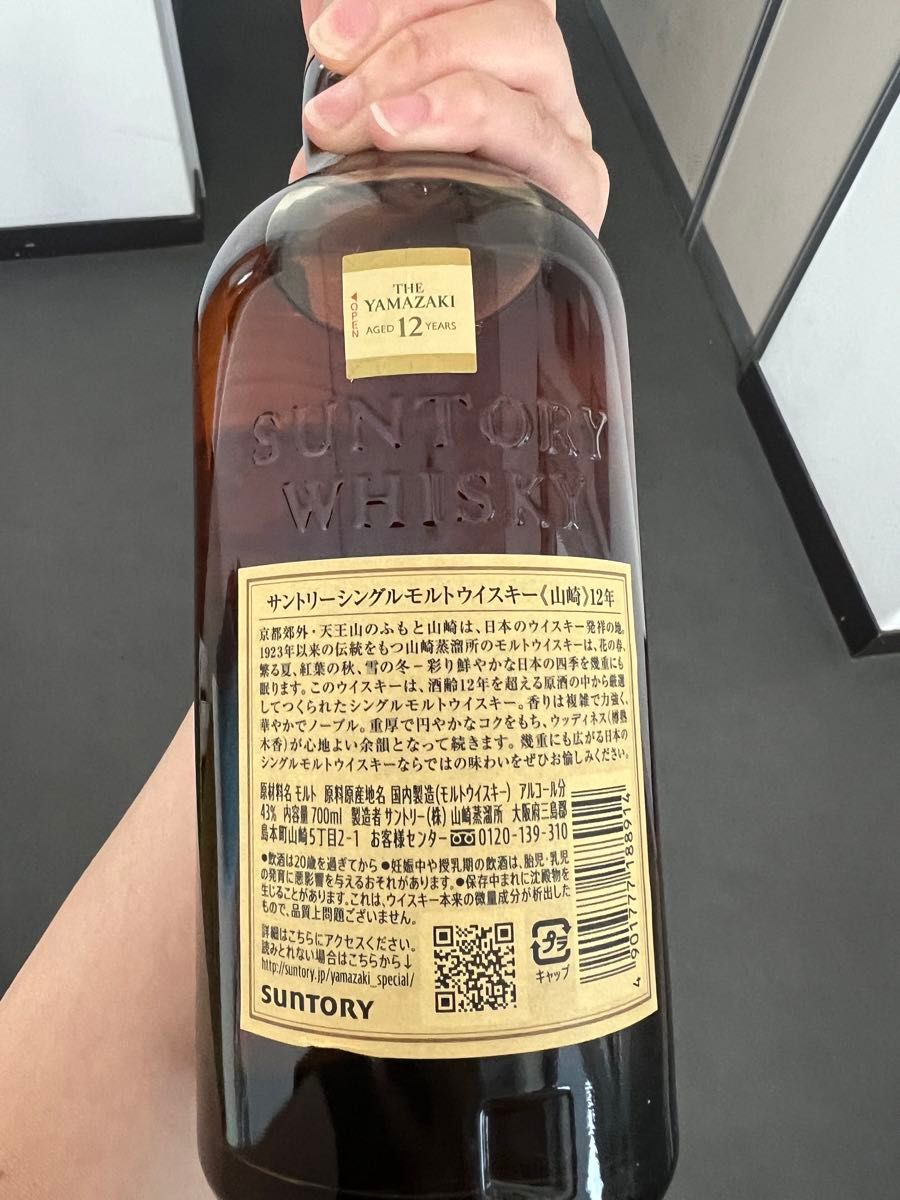 THE
YAMAZAKI
AGED 12 YEARS
◀OPEN
SUNTORY
WHISKY
サントリーシングルモルトウイスキー《山崎》12年
京都郊外・天王山のふもと山崎は、日本のウイスキー発祥の地。
1923年以来の伝統をもつ山崎蒸溜所のモルトウイスキーは、花の春、
繁る夏、紅葉の秋、雪の冬－彩り鮮やかな日本の四季を幾重にも
眠ります。このウイスキーは、酒齢12年を超える原酒の中から厳選
してつくられたシングルモルトウイスキー。香りは複雑で力強く、
華やかでノーブル。重厚で円やかなコクをもち、ウッディネス(樽熟
木香)が心地よい余韻となって続きます。幾重にも広がる日本の
シングルモルトウイスキーならではの味わいをぜひお愉しみください。
原材料名 モルト 原料原産地名 国内製造(モルトウイスキー) アルコール分
43% 内容量700ml 製造者 サントリー(株) 山崎蒸溜所 大阪府三島郡
島本町山崎5丁目2-1 お客様センター 0120-139-310
●飲酒は20歳を過ぎてから ●妊娠中や授乳期の飲酒は、胎児・乳児
の発育に悪影響を与えるおそれがあります。●保存中まれに沈殿物を
生じることがあります。これは、ウイスキー本来の微量成分が析出した
もので、品質上問題ございません。
詳細はこちらにアクセスください。
読みとれない場合はこちらから↓
http://suntory.jp/yamazaki_special/
SUNTORY
プラ
キャップ
4 901777 188914